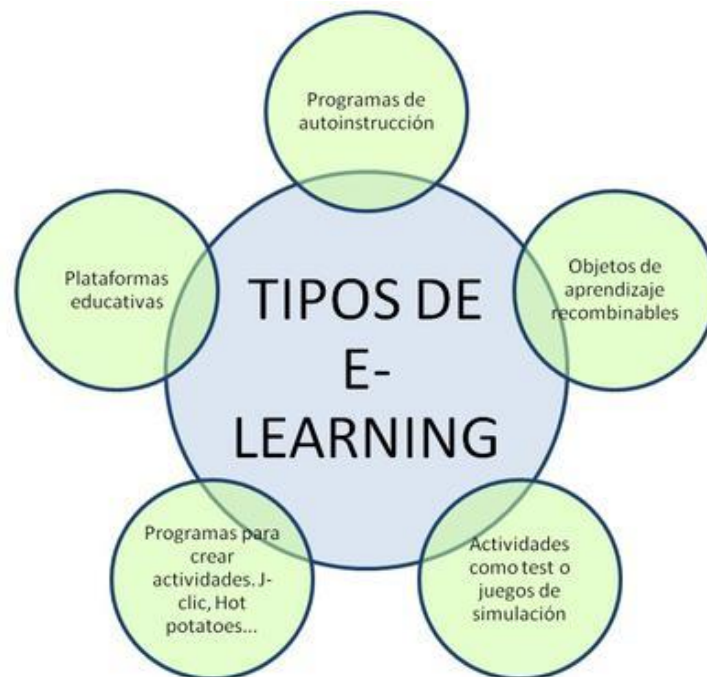 Programas de
autoinstrucción
Plataformas
educativas
TIPOS DE
E-
LEARNING
Objetos de
aprendizaje
recombinables
Programas para
crear
actividades. J-
clic, Hot
potatoes...
Actividades
como test o
juegos de
simulación